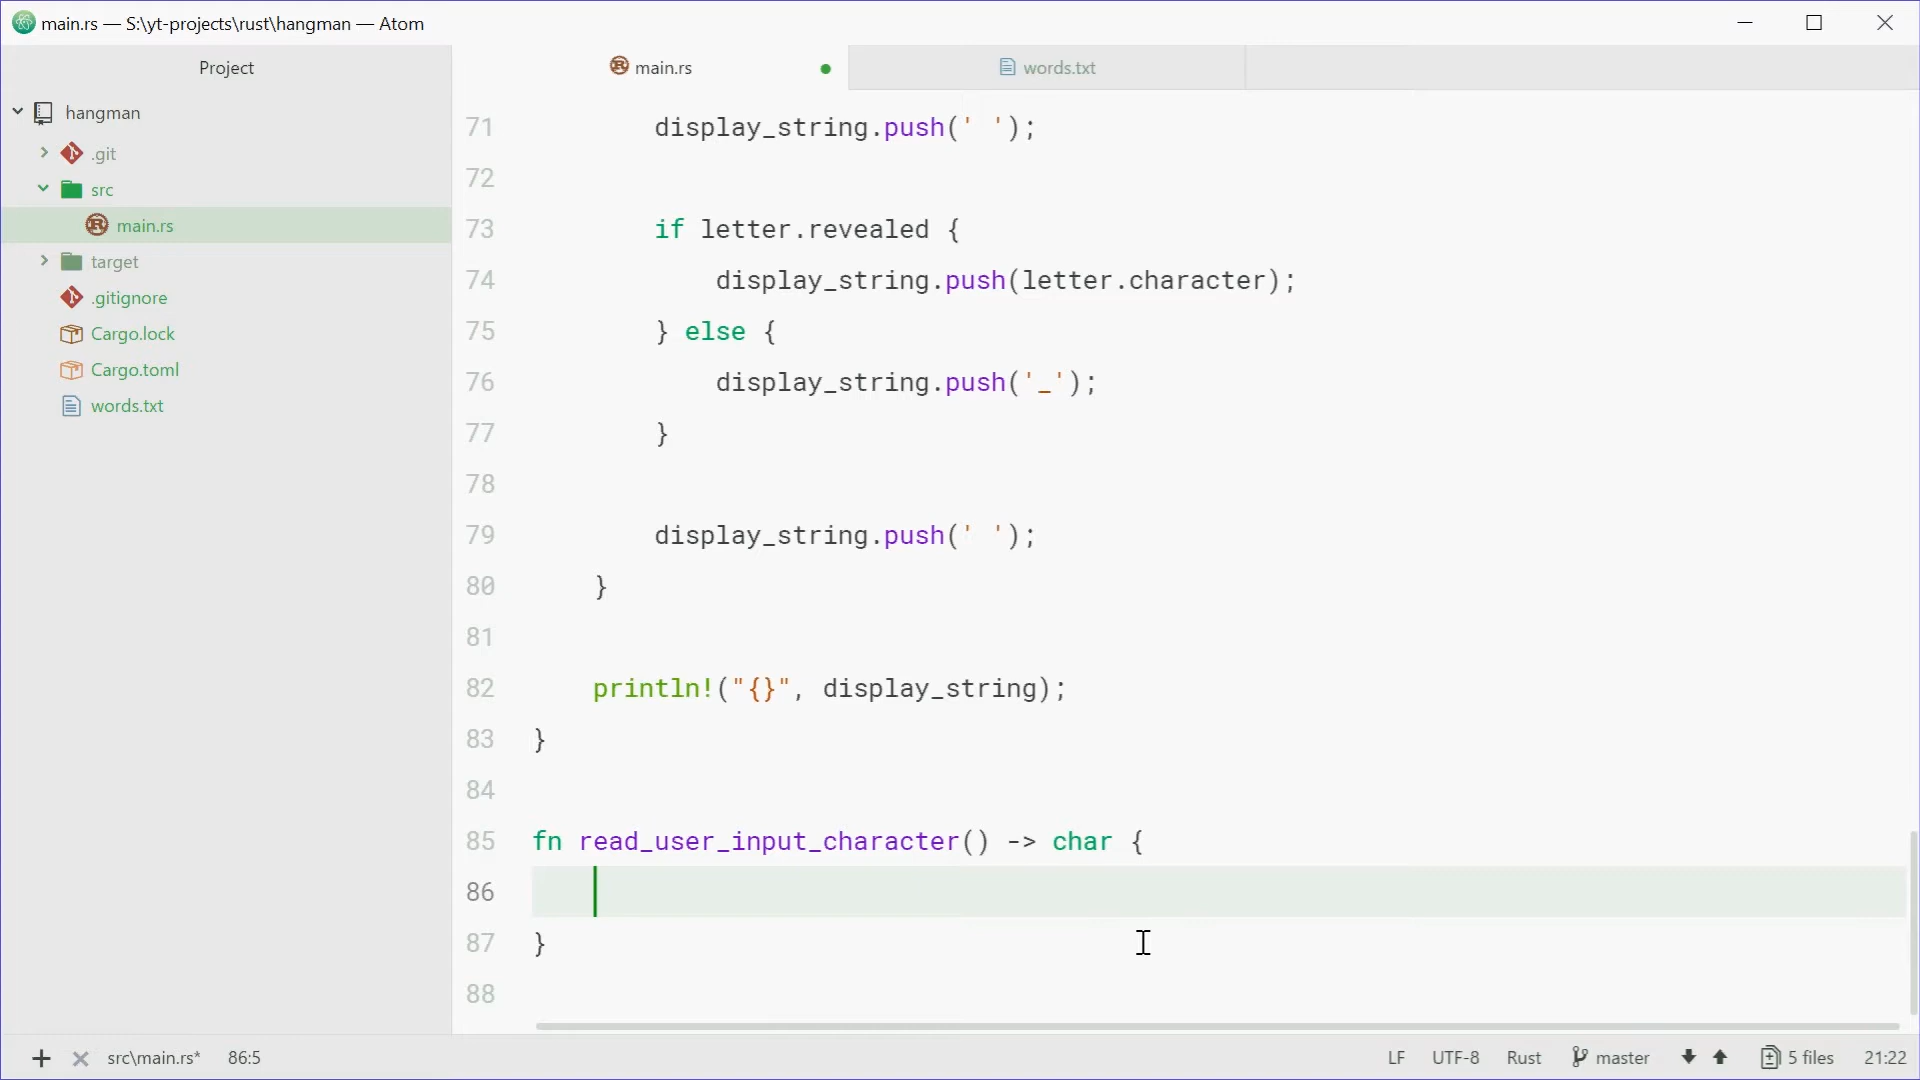 main.rs — S:\yt-projects\rust\hangman — Atom
Project
hangman
.git
src
main.rs
target
.gitignore
Cargo.lock
Cargo.toml
words.txt
main.rs
words.txt
71 display_string.push(' ');
72
73 if letter.revealed {
74 display_string.push(letter.character);
75 } else {
76 display_string.push('_');
77 }
78
79 display_string.push(' ');
80 }
81
82 println!("{}", display_string);
83 }
84
85 fn read_user_input_character() -> char {
86
87 }
88
src\main.rs* 86:5
LF UTF-8 Rust master 5 files 21:22